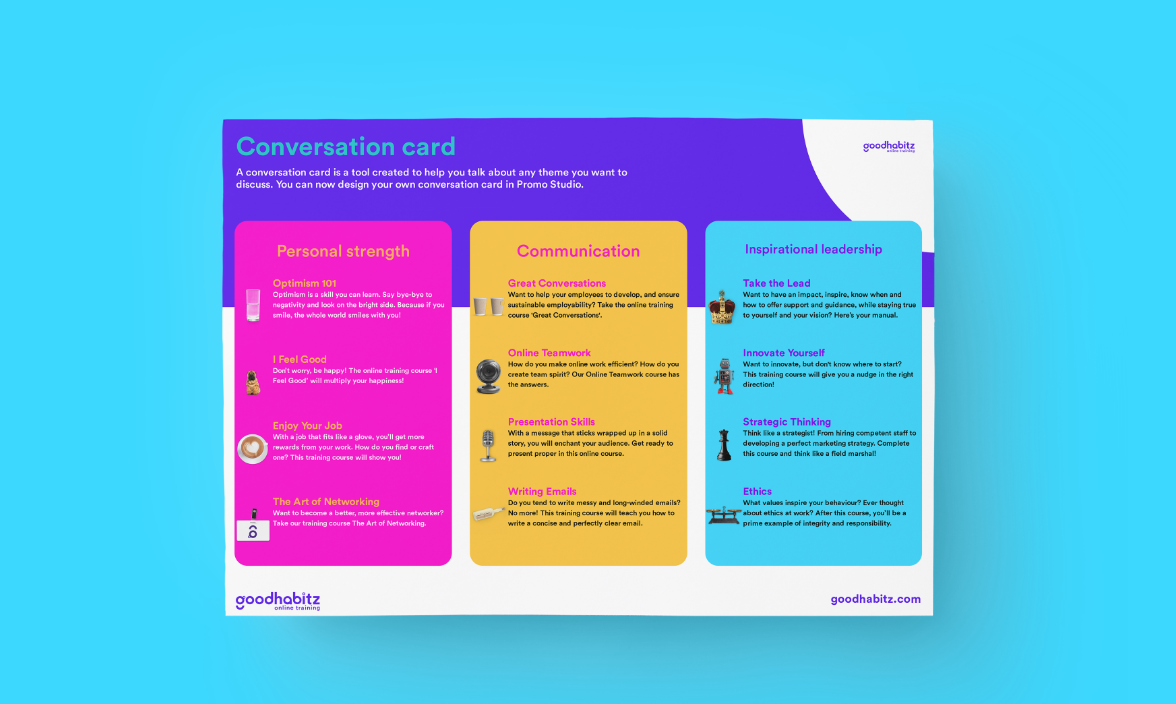 Conversation card
A conversation card is a tool created to help you talk about any theme you want to
discuss. You can now design your own conversation card in Promo Studio.
goodhabitz
online training
Personal strength
Optimism 101
Optimism is a skill you can learn. Say bye-bye to
negativity and look on the bright side. Because if you
smile, the whole world smiles with you!
I Feel Good
Don't worry, be happy! The online training course 'I
Feel Good' will multiply your happiness!
Enjoy Your Job
With a job that fits like a glove, you'll get more
rewards from your work. How do you find or craft
one? This training course will show you!
The Art of Networking
Want to become a better, more effective networker?
Take our training course The Art of Networking.
Communication
Great Conversations
Want to help your employees to develop, and ensure
sustainable employability? Take the online training
course 'Great Conversations'.
Online Teamwork
How do you make online work efficient? How do you
create team spirit? Our Online Teamwork course has
the answers.
Presentation Skills
With a message that sticks wrapped up in a solid
story, you will enchant your audience. Get ready to
present proper in this online course.
Writing Emails
Do you tend to write messy and long-winded emails?
No more! This training course will teach you how to
write a concise and perfectly clear email.
Inspirational leadership
Take the Lead
Want to have an impact, inspire, know when and
how to offer support and guidance, while staying true
to yourself and your vision? Here's your manual.
Innovate Yourself
Want to innovate, but don't know where to start?
This training course will give you a nudge in the right
direction!
Strategic Thinking
Think like a strategist! From hiring competent staff to
developing a perfect marketing strategy. Complete
this course and think like a field marshal!
Ethics
What values inspire your behaviour? Ever thought
about ethics at work? After this course, you'll be a
prime example of integrity and responsibility.
goodhabitz
online training
goodhabitz.com